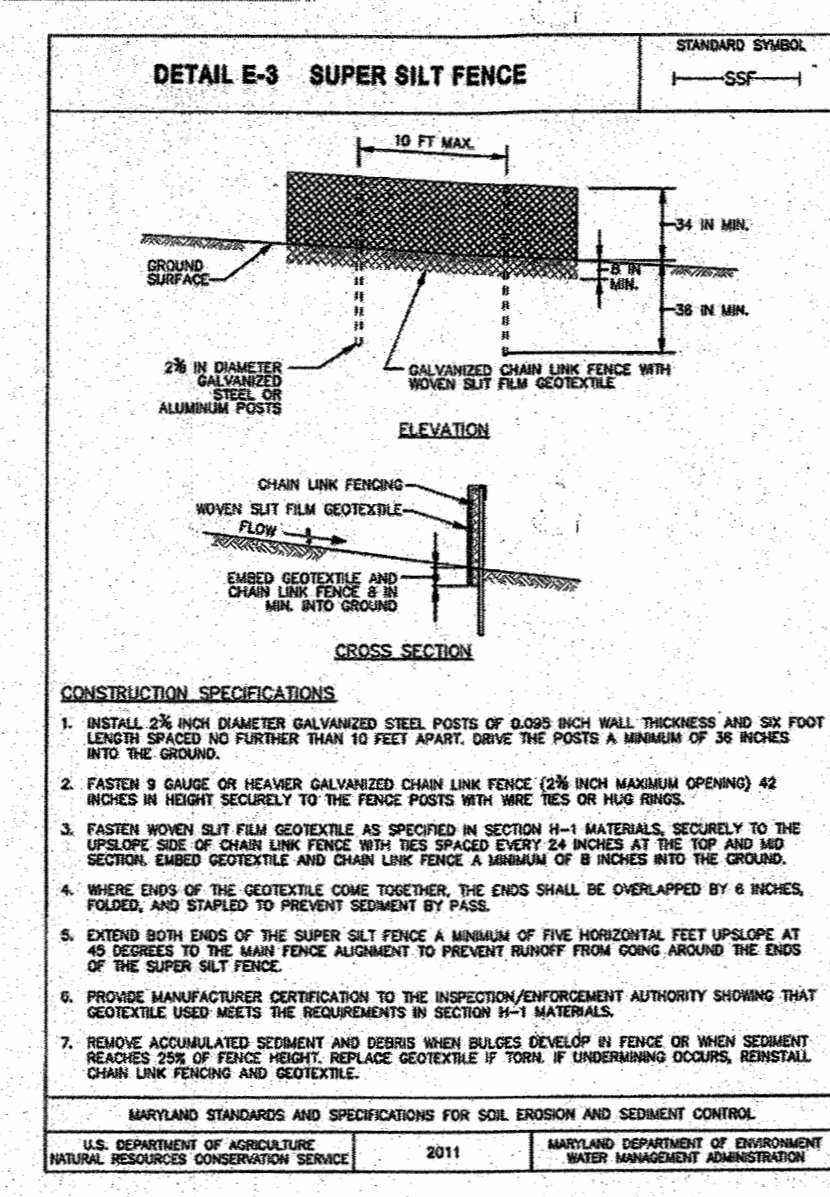 DETAIL E-3 SUPER SILT FENCE
STANDARD SYMBOL
SSF
10 FT MAX.
34 IN MIN.
GROUND
SURFACE
8 IN
MIN.
36 IN MIN.
2⅜ IN DIAMETER
GALVANIZED
STEEL OR
ALUMINUM POSTS
GALVANIZED CHAIN LINK FENCE WITH
WOVEN SLIT FILM GEOTEXTILE
ELEVATION
CHAIN LINK FENCING
WOVEN SLIT FILM GEOTEXTILE
FLOW
EMBED GEOTEXTILE AND
CHAIN LINK FENCE 8 IN
MIN. INTO GROUND
CROSS SECTION
CONSTRUCTION SPECIFICATIONS
1. INSTALL 2⅜ INCH DIAMETER GALVANIZED STEEL POSTS OF 0.095 INCH WALL THICKNESS AND SIX FOOT
LENGTH SPACED NO FURTHER THAN 10 FEET APART. DRIVE THE POSTS A MINIMUM OF 36 INCHES
INTO THE GROUND.
2. FASTEN 9 GAUGE OR HEAVIER GALVANIZED CHAIN LINK FENCE (2⅜ INCH MAXIMUM OPENING) 42
INCHES IN HEIGHT SECURELY TO THE FENCE POSTS WITH WIRE TIES OR HUG RINGS.
3. FASTEN WOVEN SLIT FILM GEOTEXTILE AS SPECIFIED IN SECTION H-1 MATERIALS, SECURELY TO THE
UPSLOPE SIDE OF CHAIN LINK FENCE WITH TIES SPACED EVERY 24 INCHES AT THE TOP AND MID
SECTION. EMBED GEOTEXTILE AND CHAIN LINK FENCE A MINIMUM OF 8 INCHES INTO THE GROUND.
4. WHERE ENDS OF THE GEOTEXTILE COME TOGETHER, THE ENDS SHALL BE OVERLAPPED BY 6 INCHES,
FOLDED, AND STAPLED TO PREVENT SEDIMENT BY PASS.
5. EXTEND BOTH ENDS OF THE SUPER SILT FENCE A MINIMUM OF FIVE HORIZONTAL FEET UPSLOPE AT
45 DEGREES TO THE MAIN FENCE ALIGNMENT TO PREVENT RUNOFF FROM GOING AROUND THE ENDS
OF THE SUPER SILT FENCE.
6. PROVIDE MANUFACTURER CERTIFICATION TO THE INSPECTION/ENFORCEMENT AUTHORITY SHOWING THAT
GEOTEXTILE USED MEETS THE REQUIREMENTS IN SECTION H-1 MATERIALS.
7. REMOVE ACCUMULATED SEDIMENT AND DEBRIS WHEN BULGES DEVELOP IN FENCE OR WHEN SEDIMENT
REACHES 25% OF FENCE HEIGHT. REPLACE GEOTEXTILE IF TORN. IF UNDERMINING OCCURS, REINSTALL
CHAIN LINK FENCING AND GEOTEXTILE.
MARYLAND STANDARDS AND SPECIFICATIONS FOR SOIL EROSION AND SEDIMENT CONTROL
U.S. DEPARTMENT OF AGRICULTURE
NATURAL RESOURCES CONSERVATION SERVICE
2011
MARYLAND DEPARTMENT OF ENVIRONMENT
WATER MANAGEMENT ADMINISTRATION